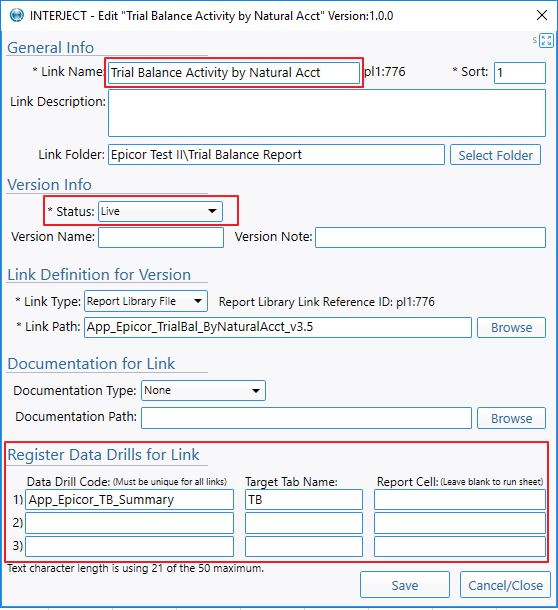 INTERJECT - Edit "Trial Balance Activity by Natural Acct" Version:1.0.0
General Info
s
* Link Name: Trial Balance Activity by Natural Acct pl1:776 * Sort: 1
Link Description:
Link Folder: Epicor Test II\Trial Balance Report Select Folder
Version Info
* Status: Live
Version Name: Version Note:
Link Definition for Version
* Link Type: Report Library File Report Library Link Reference ID: pl1:776
* Link Path: App_Epicor_TrialBal_ByNaturalAcct_v3.5 Browse
Documentation for Link
Documentation Type: None
Documentation Path: Browse
Register Data Drills for Link
Data Drill Code: (Must be unique for all links) Target Tab Name: Report Cell: (Leave blank to run sheet)
1) App_Epicor_TB_Summary TB
2)
3)
Text character length is using 21 of the 50 maximum.
Save Cancel/Close